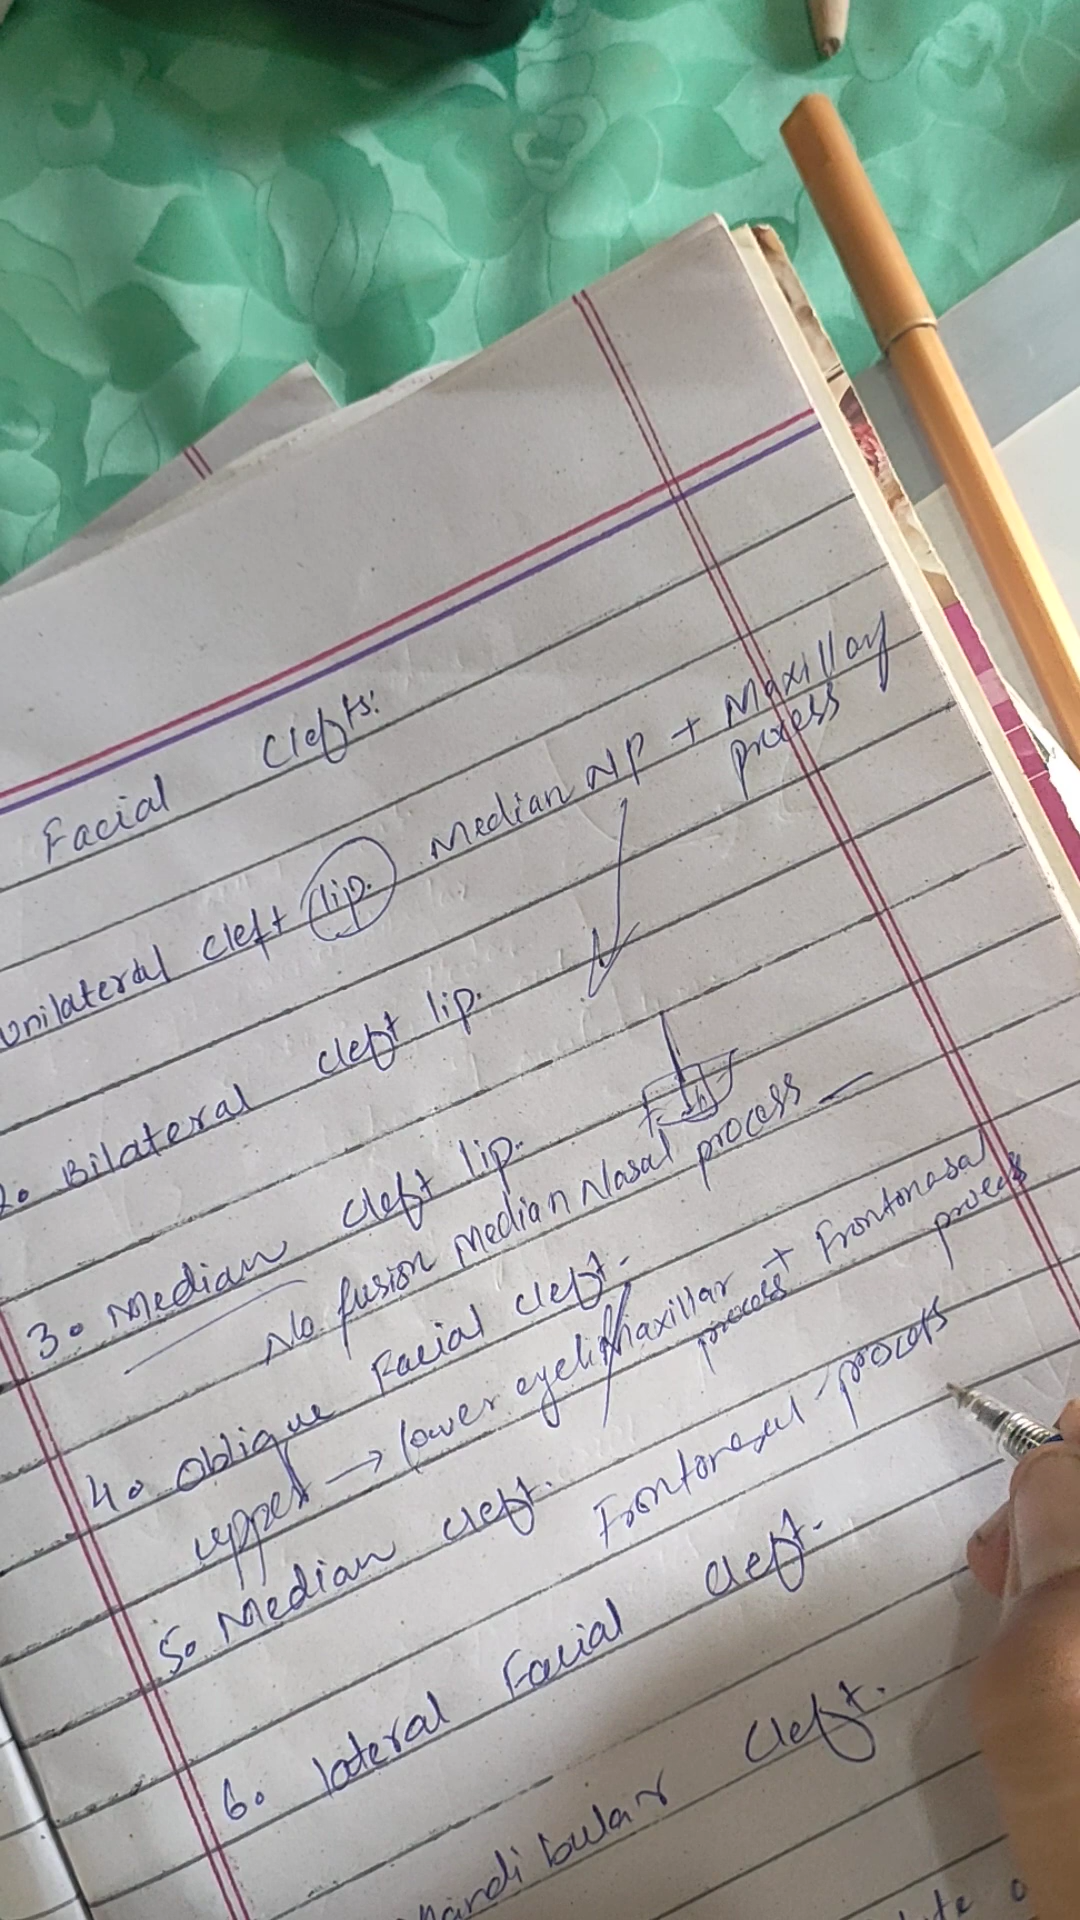 Facial Clefts:
Unilateral cleft lip. Median NP + Maxillary process
2. Bilateral cleft lip.
3. Median cleft lip.
No fusion Median Nasal process -
4. Oblique Facial cleft.
upper → lower eyelid Maxillar process + Frontonasal process
5. Median cleft. Frontonasal process
6. lateral Facial cleft.
Mandibular cleft.